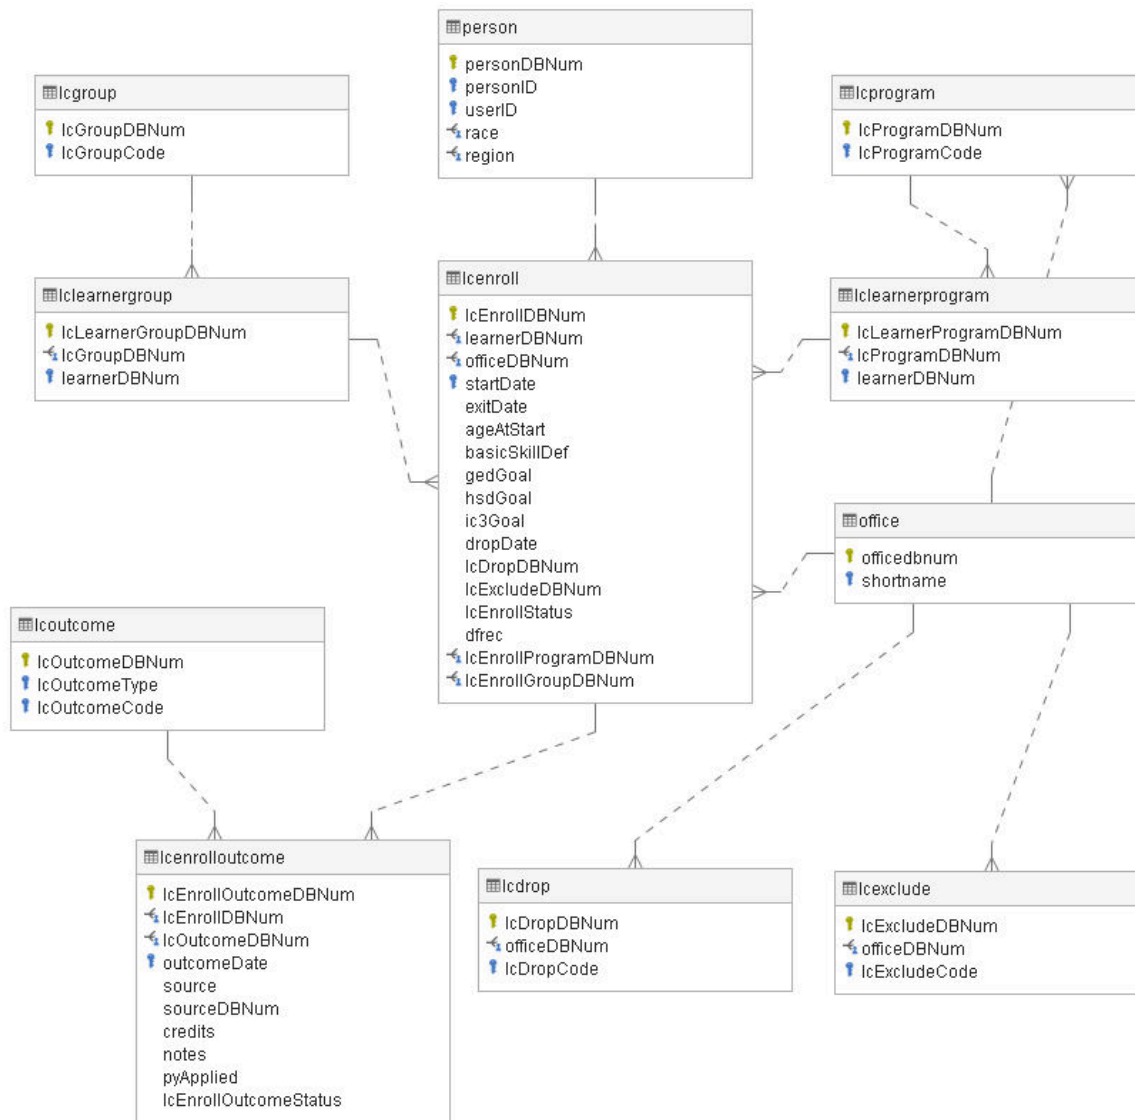 person
personDBNum
personID
userID
race
region
lcgroup
lcGroupDBNum
lcGroupCode
lcprogram
lcProgramDBNum
lcProgramCode
lclearnergroup
lcLearnerGroupDBNum
lcGroupDBNum
learnerDBNum
lcenroll
lcEnrollDBNum
learnerDBNum
officeDBNum
startDate
exitDate
ageAtStart
basicSkillDef
gedGoal
hsdGoal
ic3Goal
dropDate
lcDropDBNum
lcExcludeDBNum
lcEnrollStatus
dfrec
lcEnrollProgramDBNum
lcEnrollGroupDBNum
lclearnerprogram
lcLearnerProgramDBNum
lcProgramDBNum
learnerDBNum
office
officedbnum
shortname
lcoutcome
lcOutcomeDBNum
lcOutcomeType
lcOutcomeCode
lcenrolloutcome
lcEnrollOutcomeDBNum
lcEnrollDBNum
lcOutcomeDBNum
outcomeDate
source
sourceDBNum
credits
notes
pyApplied
lcEnrollOutcomeStatus
lcdrop
lcDropDBNum
officeDBNum
lcDropCode
lcexclude
lcExcludeDBNum
officeDBNum
lcExcludeCode